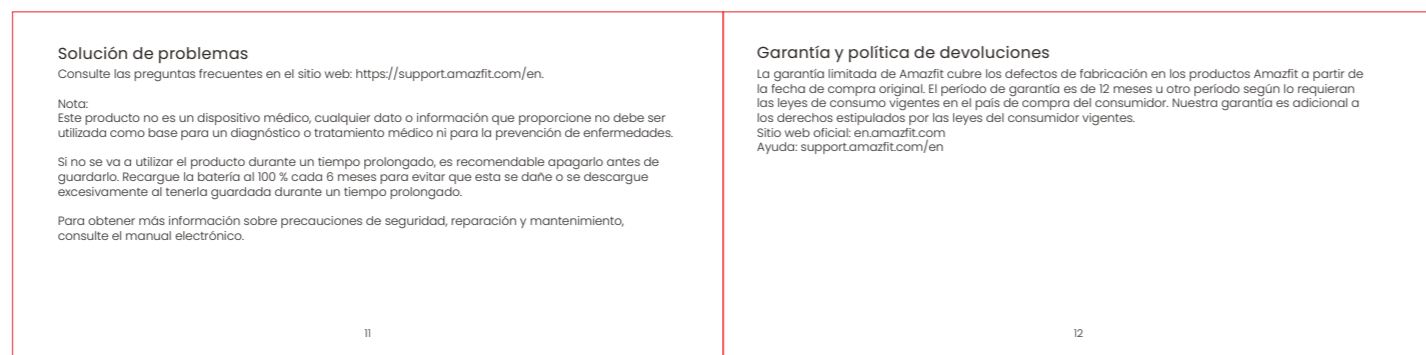 Solución de problemas
Consulte las preguntas frecuentes en el sitio web: https://support.amazfit.com/en.
Nota:
Este producto no es un dispositivo médico, cualquier dato o información que proporcione no debe ser
utilizada como base para un diagnóstico o tratamiento médico ni para la prevención de enfermedades.
Si no se va a utilizar el producto durante un tiempo prolongado, es recomendable apagarlo antes de
guardarlo. Recargue la batería al 100 % cada 6 meses para evitar que esta se dañe o se descargue
excesivamente al tenerla guardada durante un tiempo prolongado.
Para obtener más información sobre precauciones de seguridad, reparación y mantenimiento,
consulte el manual electrónico.
11
Garantía y política de devoluciones
La garantía limitada de Amazfit cubre los defectos de fabricación en los productos Amazfit a partir de
la fecha de compra original. El período de garantía es de 12 meses u otro período según lo requieran
las leyes de consumo vigentes en el país de compra del consumidor. Nuestra garantía es adicional a
los derechos estipulados por las leyes del consumidor vigentes.
Sitio web oficial: en.amazfit.com
Ayuda: support.amazfit.com/en
12